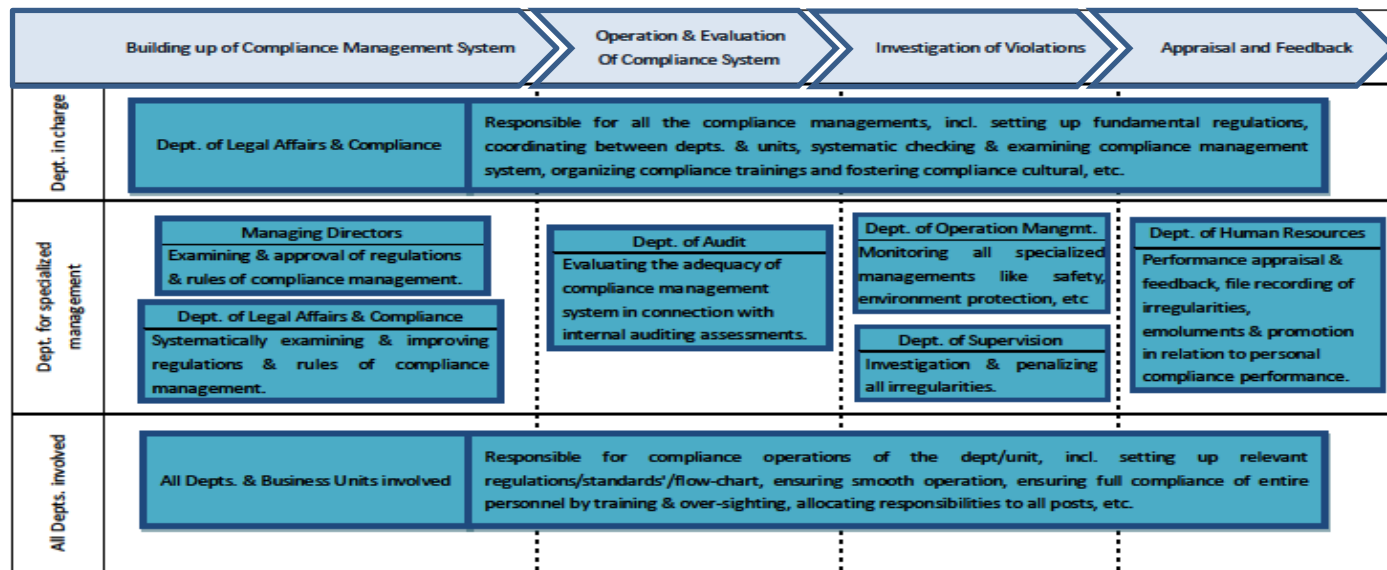 Building up of Compliance Management System
Operation & Evaluation
Of Compliance System
Investigation of Violations
Appraisal and Feedback
Dept. in charge
Dept. of Legal Affairs & Compliance
Responsible for all the compliance managements, incl. setting up fundamental regulations,
coordinating between depts. & units, systematic checking & examining compliance management
system, organizing compliance trainings and fostering compliance cultural, etc.
Dept. for specialized
management
Managing Directors
Examining & approval of regulations
& rules of compliance management.
Dept. of Legal Affairs & Compliance
Systematically examining & improving
regulations & rules of compliance
management.
Dept. of Audit
Evaluating the adequacy of
compliance management
system in connection with
internal auditing assessments.
Dept. of Operation Mangmt.
Monitoring all specialized
managements like safety,
environment protection, etc
Dept. of Supervision
Investigation & penalizing
all irregularities.
Dept. of Human Resources
Performance appraisal &
feedback, file recording of
irregularities,
emoluments & promotion
in relation to personal
compliance performance.
All Depts. involved
All Depts. & Business Units involved
Responsible for compliance operations of the dept/unit, incl. setting up relevant
regulations/standards'/flow-chart, ensuring smooth operation, ensuring full compliance of entire
personnel by training & over-sighting, allocating responsibilities to all posts, etc.